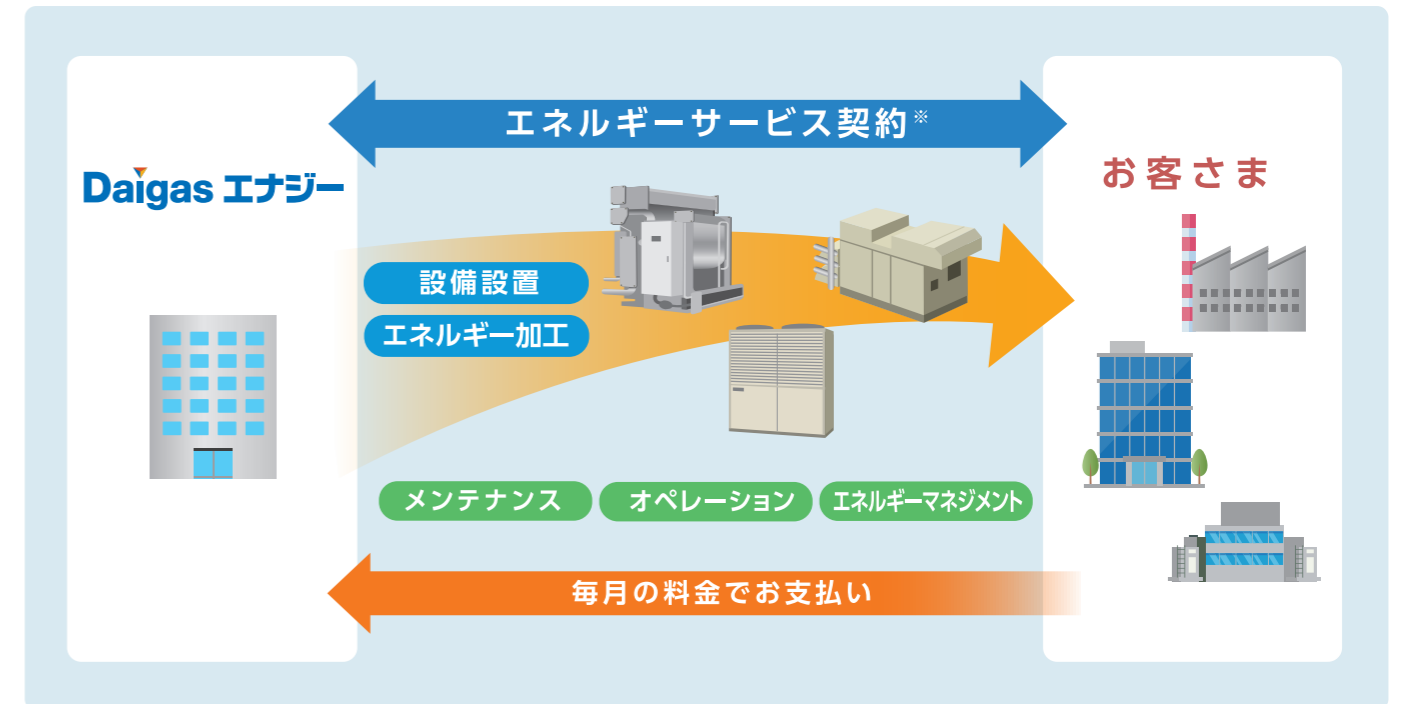 エネルギーサービス契約※
Daigas エナジー
お客さま
設備設置
エネルギー加工
メンテナンス
オペレーション
エネルギーマネジメント
毎月の料金でお支払い